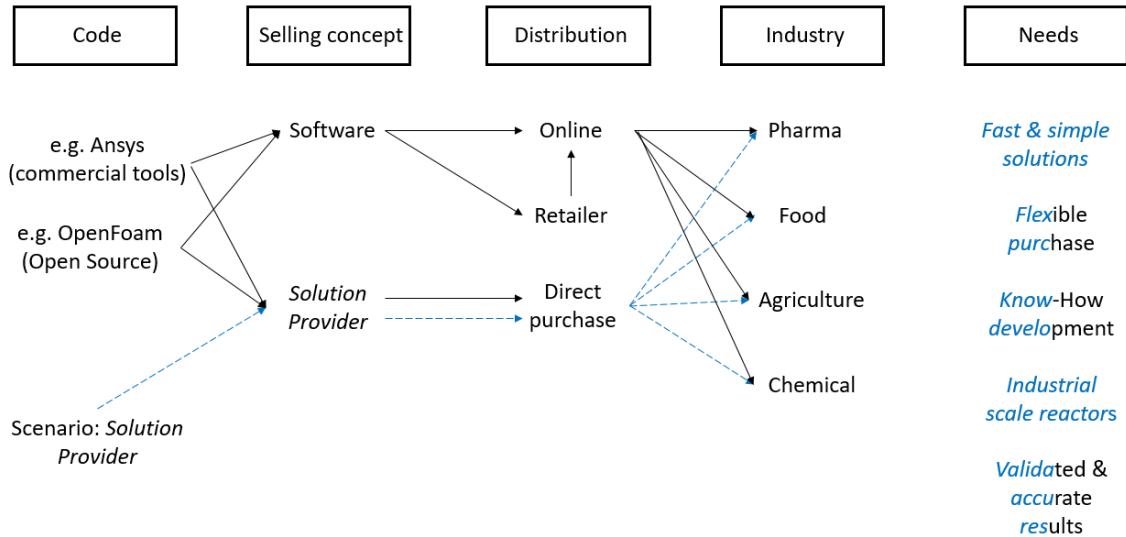 Code
Selling concept
Distribution
Industry
Needs
e.g. Ansys
(commercial tools)
e.g. OpenFoam
(Open Source)
Scenario: Solution
Provider
Software
Solution
Provider
Online
Retailer
Direct
purchase
Pharma
Food
Agriculture
Chemical
Fast & simple
solutions
Flexible
purchase
Know-How
development
Industrial
scale reactors
Validated &
accurate
results